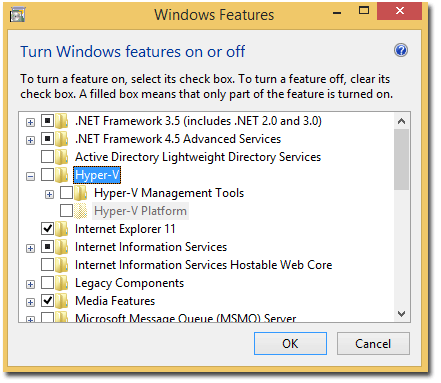 Windows Features
Turn Windows features on or off
To turn a feature on, select its check box. To turn a feature off, clear its
check box. A filled box means that only part of the feature is turned on.
.NET Framework 3.5 (includes .NET 2.0 and 3.0)
.NET Framework 4.5 Advanced Services
Active Directory Lightweight Directory Services
Hyper-V
Hyper-V Management Tools
Hyper-V Platform
Internet Explorer 11
Internet Information Services
Internet Information Services Hostable Web Core
Legacy Components
Media Features
Microsoft Message Queue (MSMQ) Server
OK Cancel